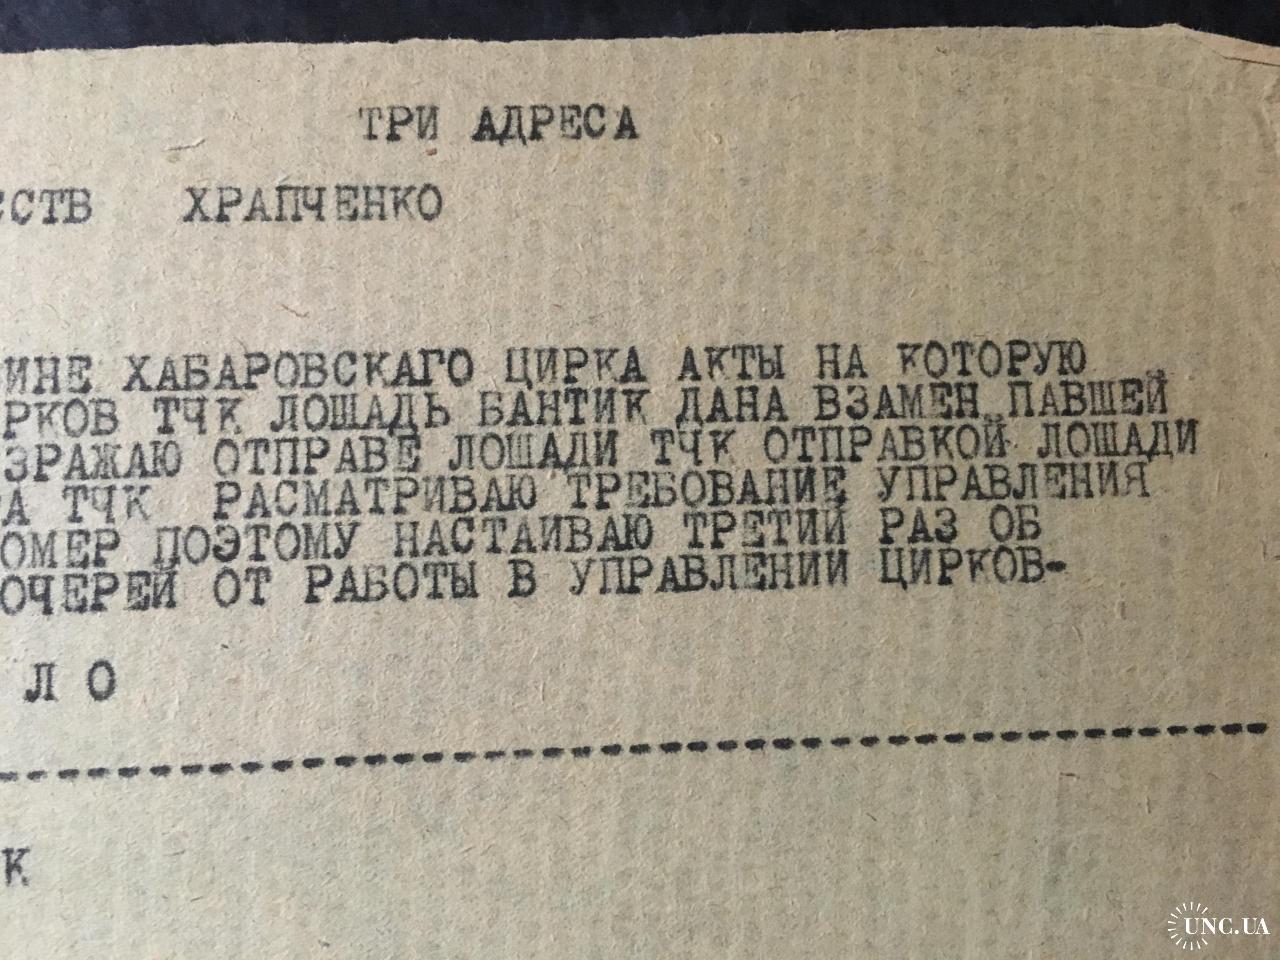 ТРИ АДРЕСА
ССТВ ХРАПЧЕНКО
ИНЕ ХАБАРОВСКАГО ЦИРКА АКТЫ НА КОТОРУЮ
РКОВ ТЧК ЛОШАДЬ БАНТИК ДАНА ВЗАМЕН ПАВШЕЙ
ЗРАЖАЮ ОТПРАВЕ ЛОШАДИ ТЧК ОТПРАВКОЙ ЛОШАДИ
А ТЧК РАСМАТРИВАЮ ТРЕБОВАНИЕ УПРАВЛЕНИЯ
ОМЕР ПОЭТОМУ НАСТАИВАЮ ТРЕТИЙ РАЗ ОБ
ОЧЕРЕЙ ОТ РАБОТЫ В УПРАВЛЕНИИ ЦИРКОВ-
Л О
К
UNC.UA